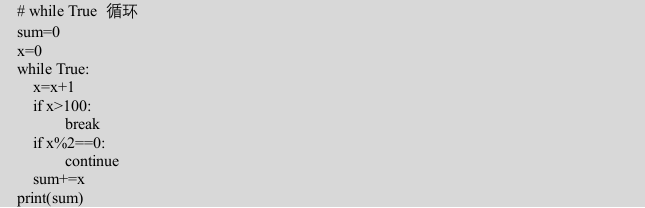 # while True 循环
sum=0
x=0
while True:
    x=x+1
    if x>100:
        break
    if x%2==0:
        continue
    sum+=x
print(sum)